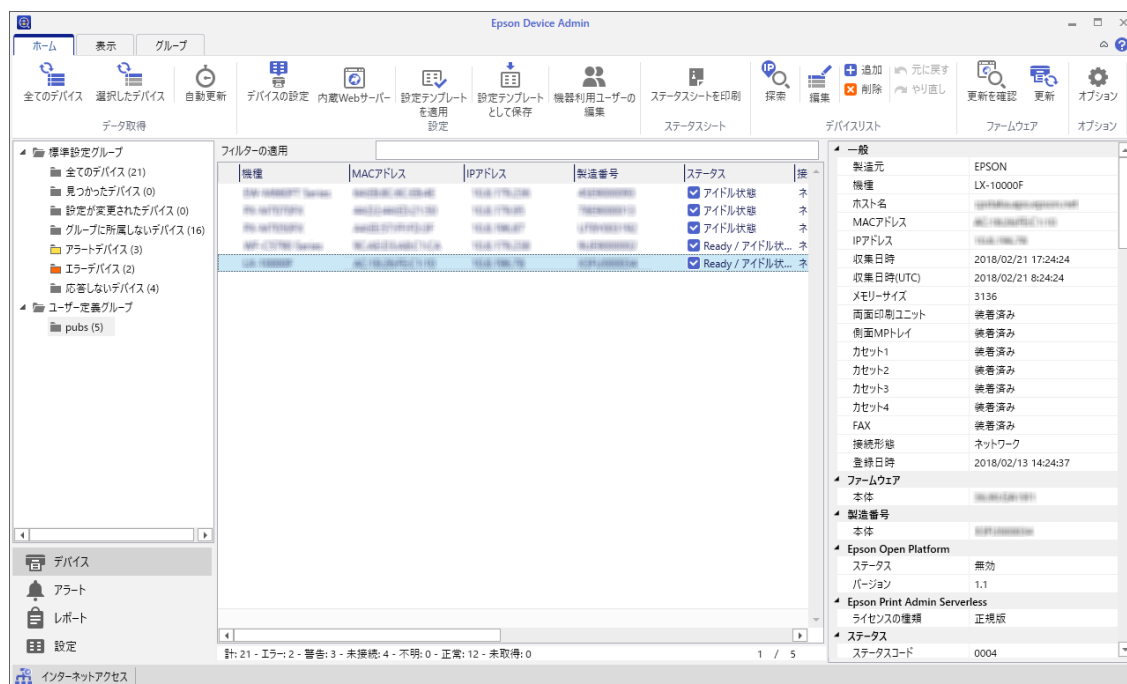 Epson Device Admin
ホーム 表示 グループ
全てのデバイス 選択したデバイス 自動更新
データ取得
デバイスの設定 内蔵Webサーバー 設定テンプレートを適用 設定テンプレートとして保存 機器利用ユーザーの編集
設定
ステータスシートを印刷
ステータスシート
探索 編集 追加 元に戻す
削除 やり直し
デバイスリスト
更新を確認 更新
ファームウェア
オプション
オプション
標準設定グループ
全てのデバイス (21)
見つかったデバイス (0)
設定が変更されたデバイス (0)
グループに所属しないデバイス (16)
アラートデバイス (3)
エラーデバイス (2)
応答しないデバイス (4)
ユーザー定義グループ
pubs (5)
デバイス
アラート
レポート
設定
インターネットアクセス
フィルターの適用
機種 MACアドレス IPアドレス 製造番号 ステータス 接
アイドル状態 ネ
アイドル状態 ネ
アイドル状態 ネ
Ready / アイドル状... ネ
Ready / アイドル状... ネ
計: 21 - エラー: 2 - 警告: 3 - 未接続: 4 - 不明: 0 - 正常: 12 - 未取得: 0
1 / 5
一般
製造元 EPSON
機種 LX-10000F
ホスト名
MACアドレス
IPアドレス
収集日時 2018/02/21 17:24:24
収集日時(UTC) 2018/02/21 8:24:24
メモリーサイズ 3136
両面印刷ユニット 装着済み
側面MPトレイ 装着済み
カセット1 装着済み
カセット2 装着済み
カセット3 装着済み
カセット4 装着済み
FAX 装着済み
接続形態 ネットワーク
登録日時 2018/02/13 14:24:37
ファームウェア
本体
製造番号
本体
Epson Open Platform
ステータス 無効
バージョン 1.1
Epson Print Admin Serverless
ライセンスの種類 正規版
ステータス
ステータスコード 0004